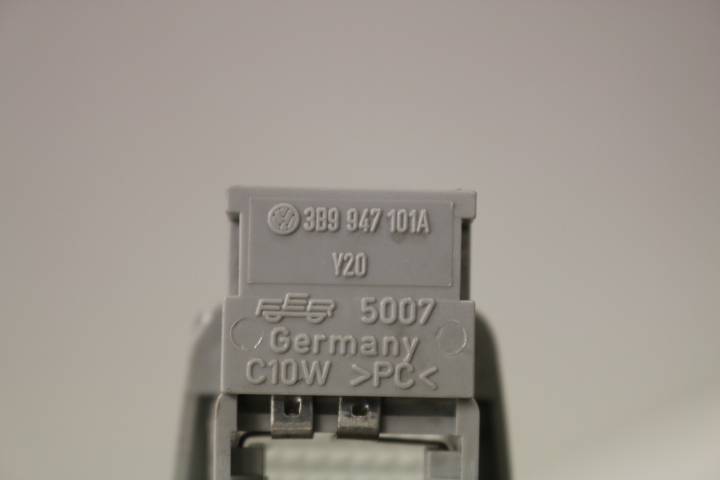 3B9 947 101A
Y20
5007
Germany
C10W >PC<